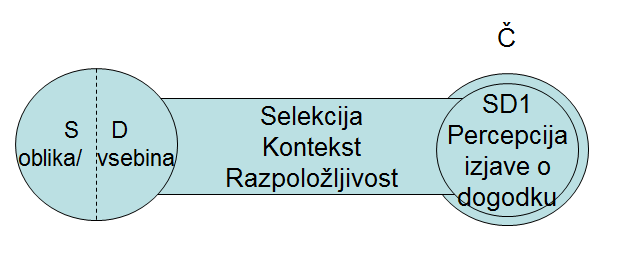 Č
S D
oblika/ vsebina
Selekcija
Kontekst
Razpoložljivost
SD1
Percepcija
izjave o
dogodku